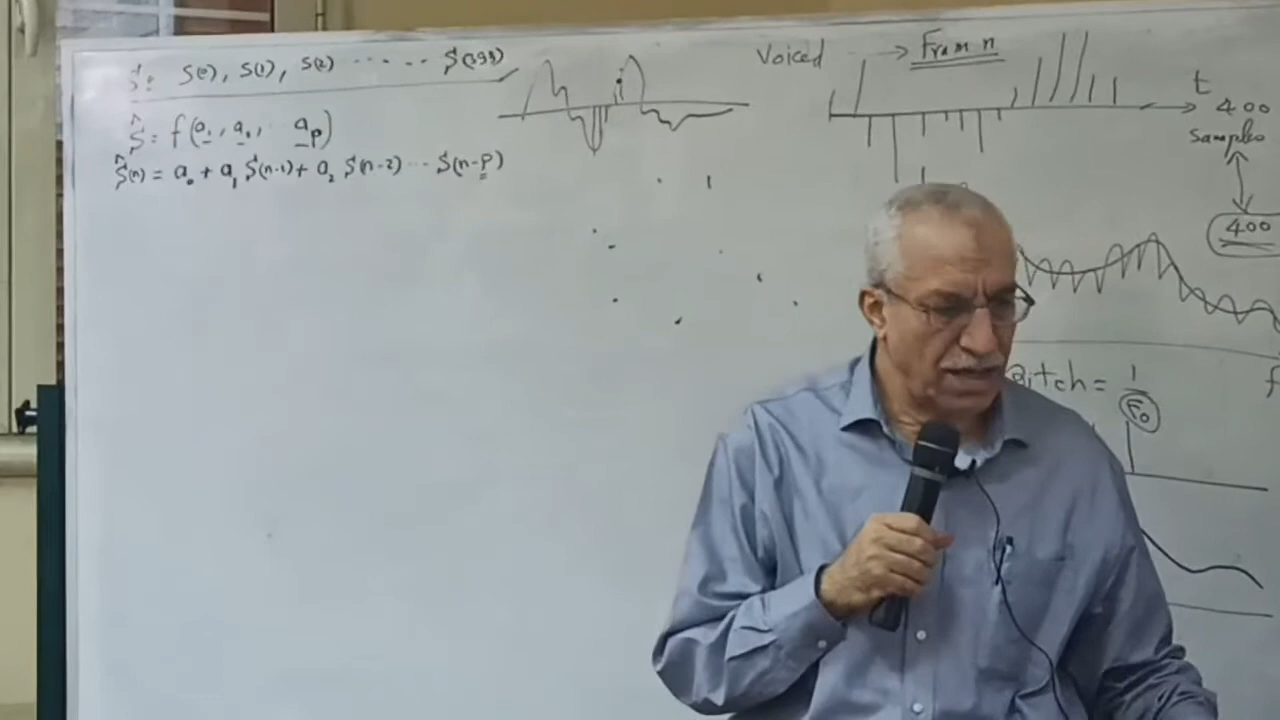 S: S(0), S(1), S(2) ...... S(399)
Ŝ = f(a₀, a₁, a_p)
Ŝ(n) = a₀ + a₁ S(n-1) + a₂ S(n-2) ... S(n-p)
Voiced → Fram n
t
400
samples
400
Pitch = 1/F₀
f